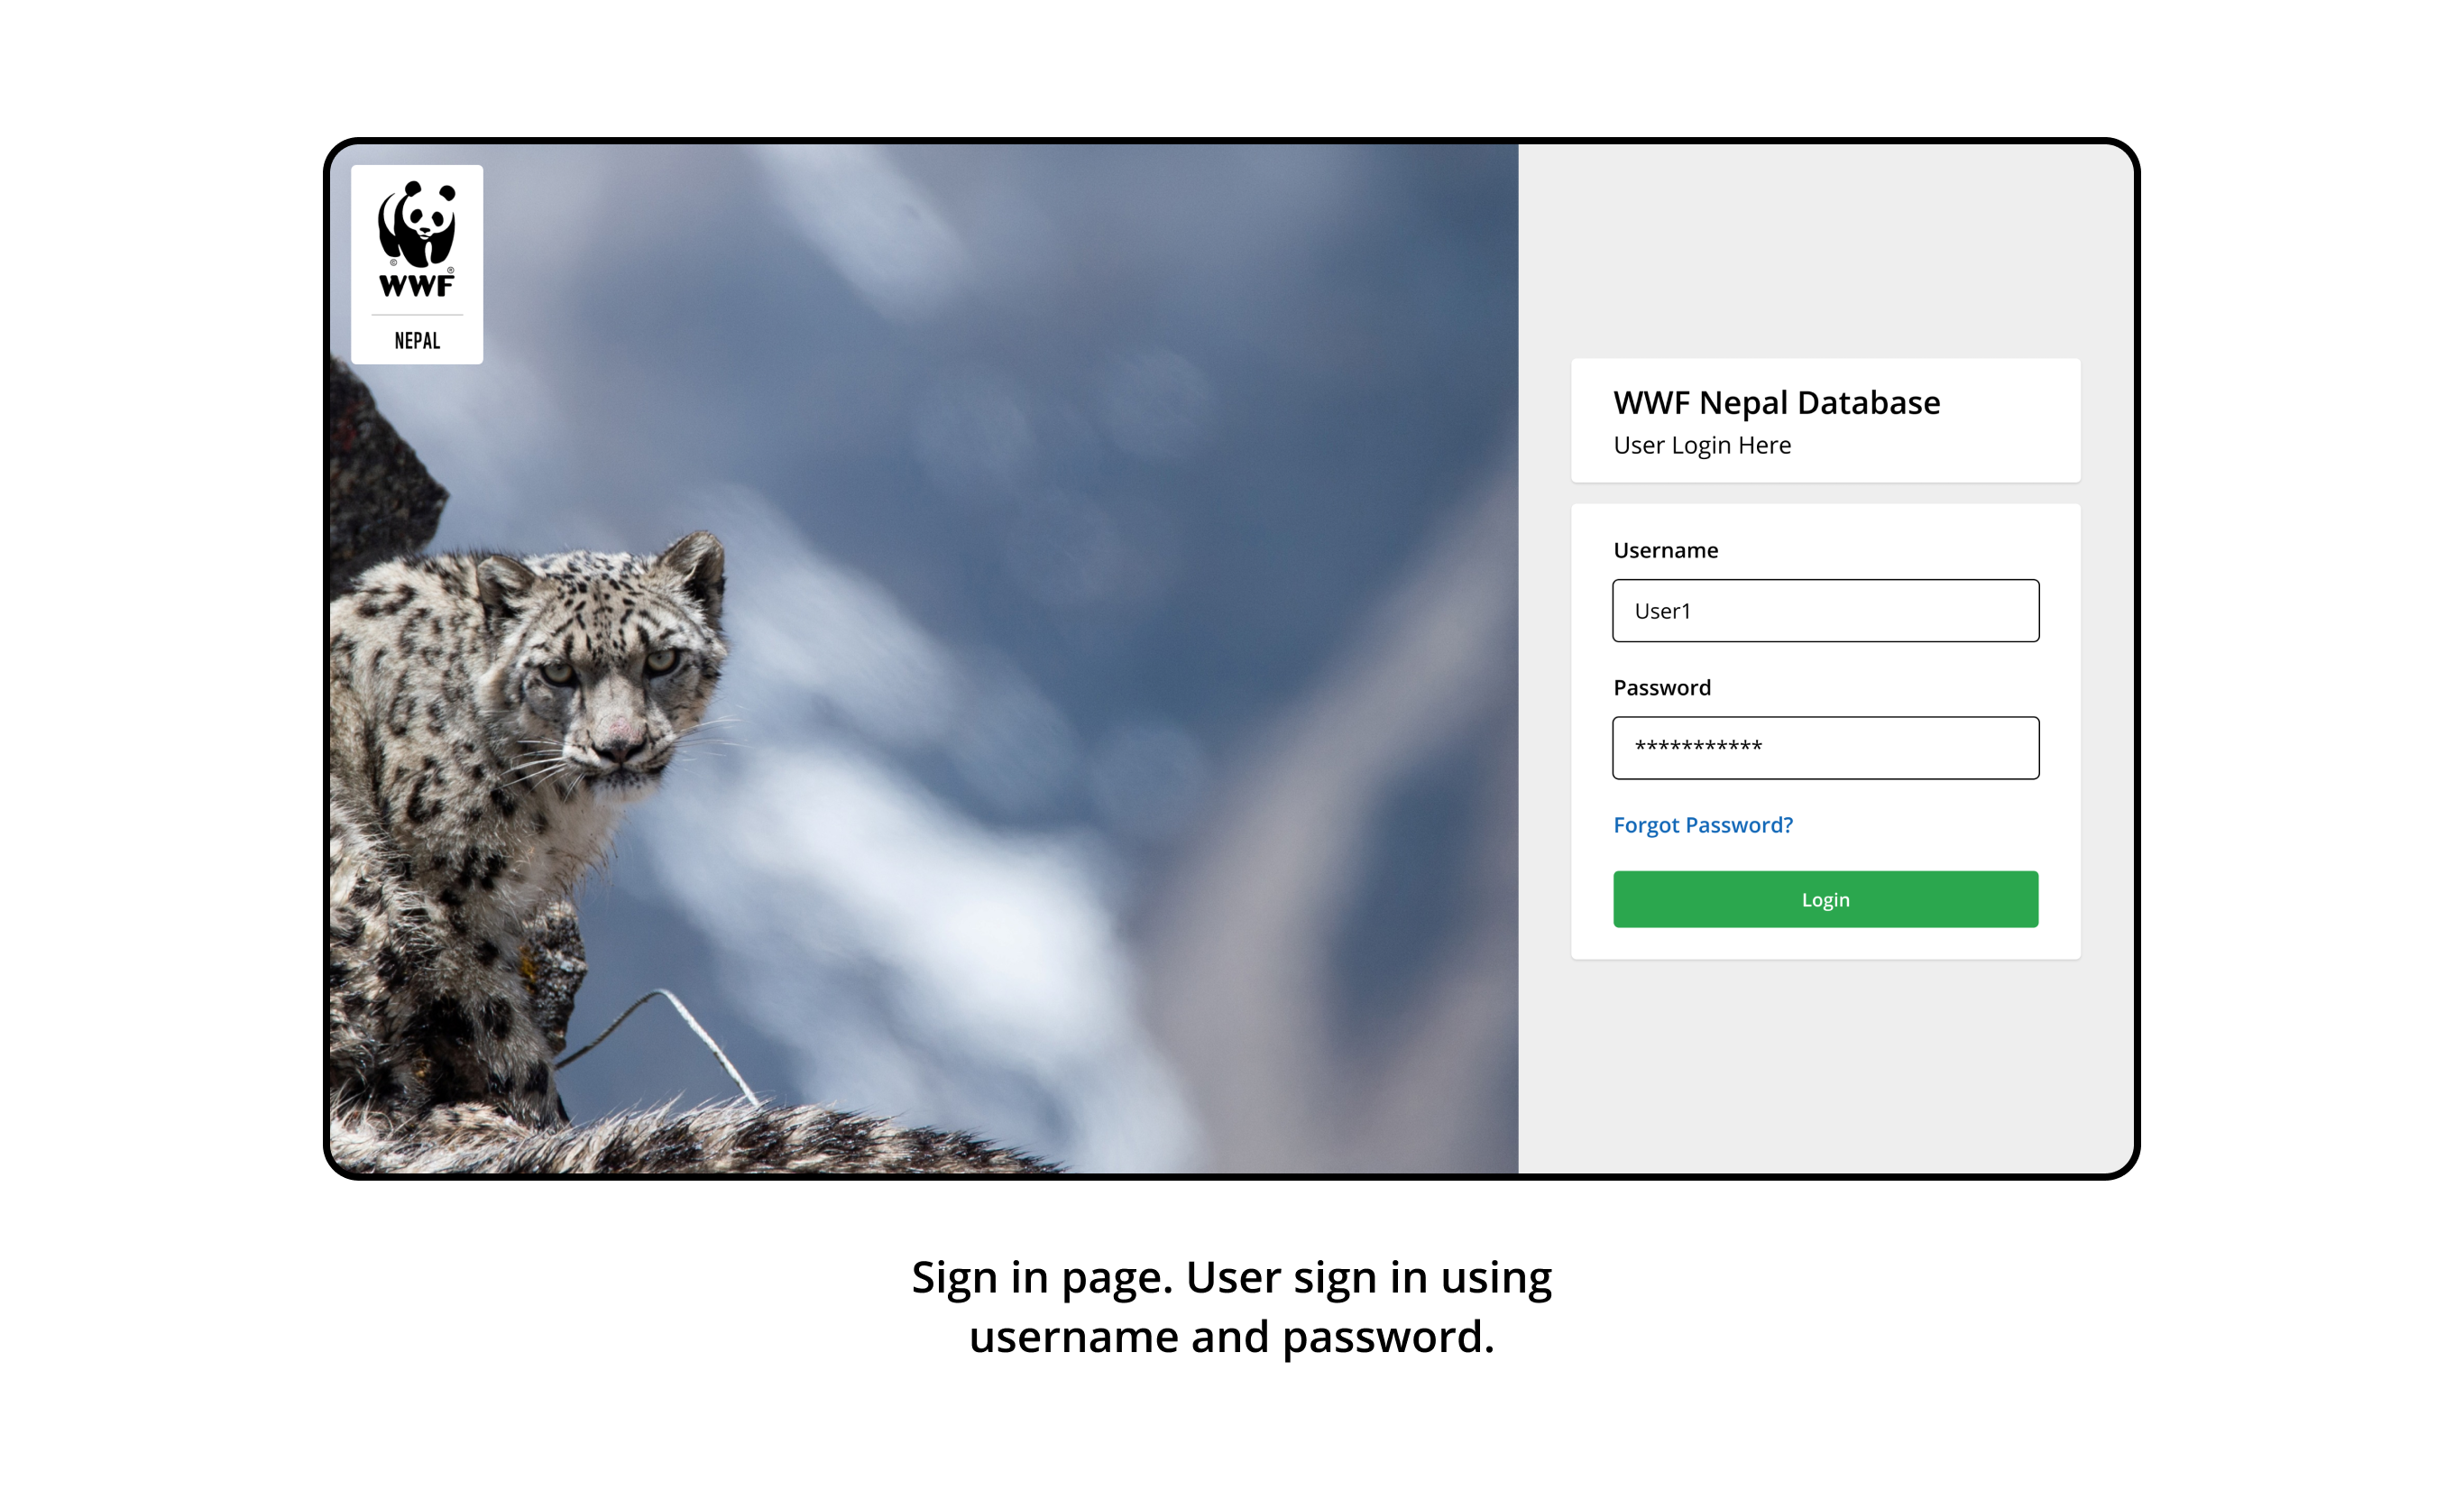 WWF
NEPAL
WWF Nepal Database
User Login Here
Username
User1
Password
***********
Forgot Password?
Login
Sign in page. User sign in using
username and password.